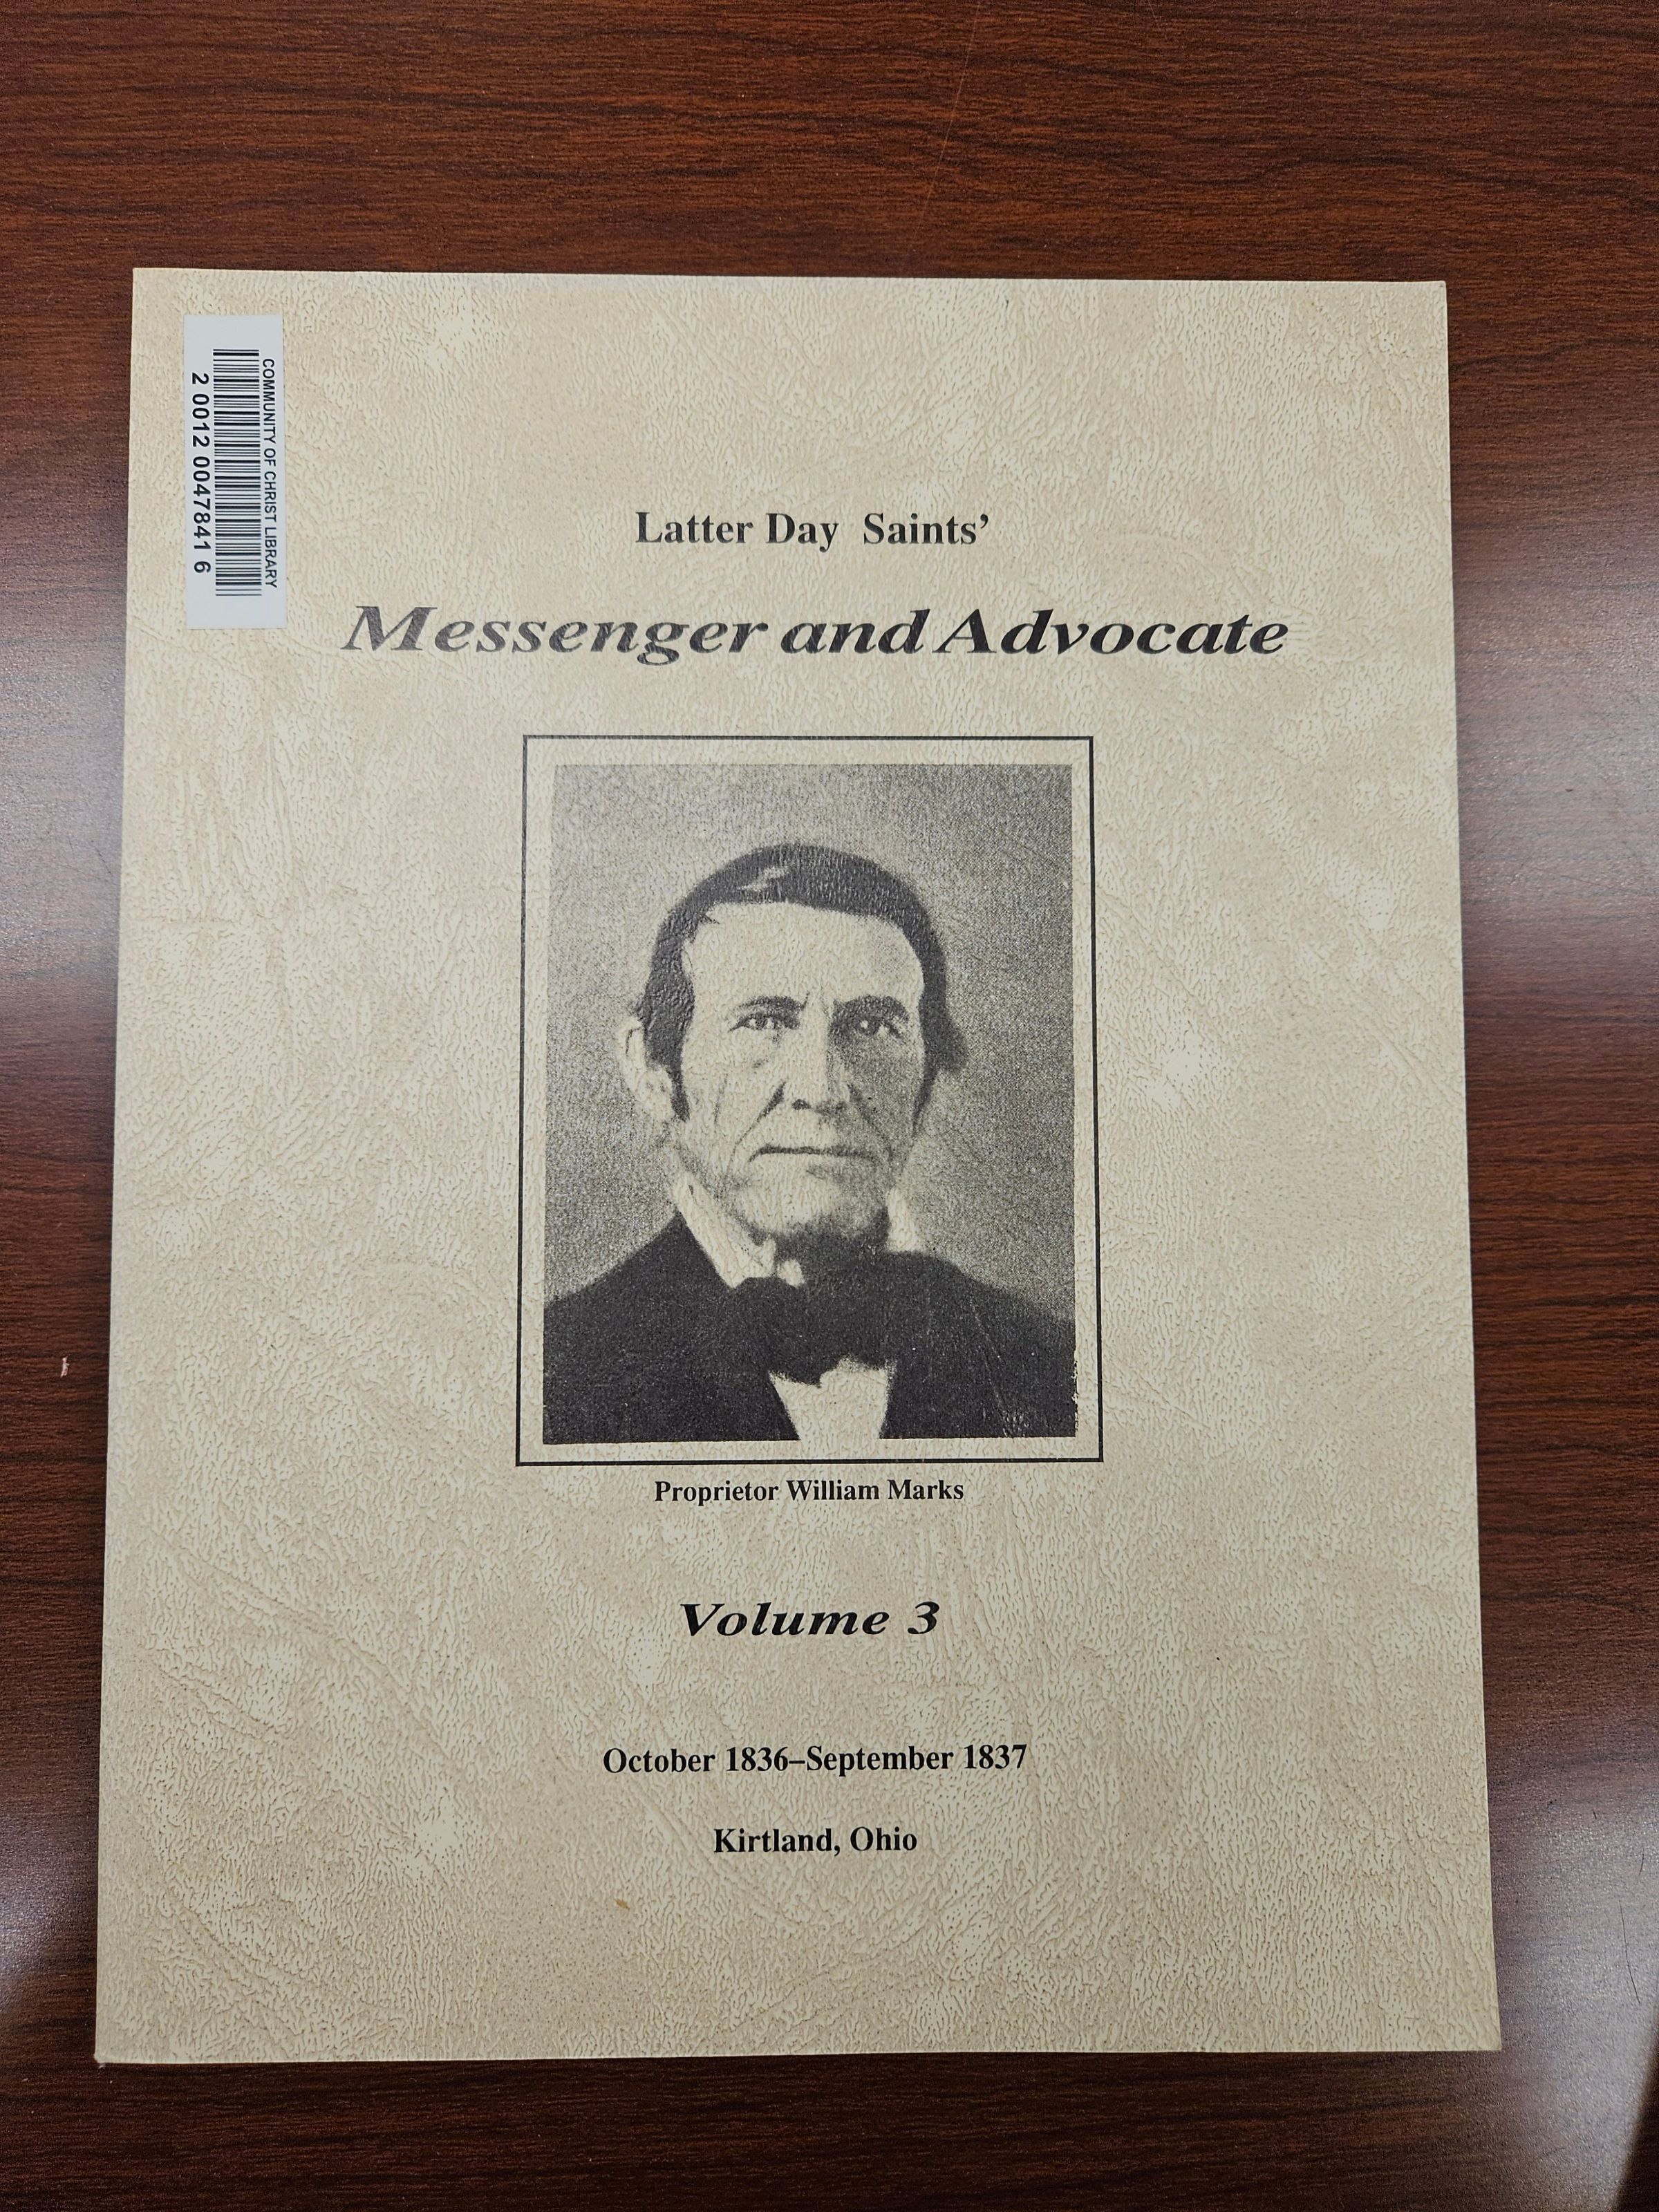 COMMUNITY OF CHRIST LIBRARY
2 0012 0047841 6
Latter Day  Saints’
Messenger and Advocate
Proprietor William Marks
Volume 3
October 1836–September 1837
Kirtland, Ohio